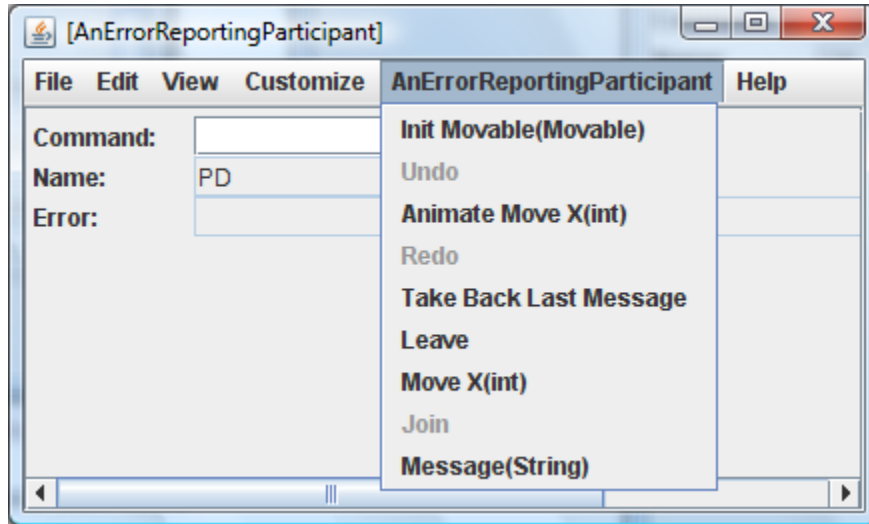 [AnErrorReportingParticipant]
File Edit View Customize AnErrorReportingParticipant Help
Command:
Name: PD
Error:
Init Movable(Movable)
Undo
Animate Move X(int)
Redo
Take Back Last Message
Leave
Move X(int)
Join
Message(String)